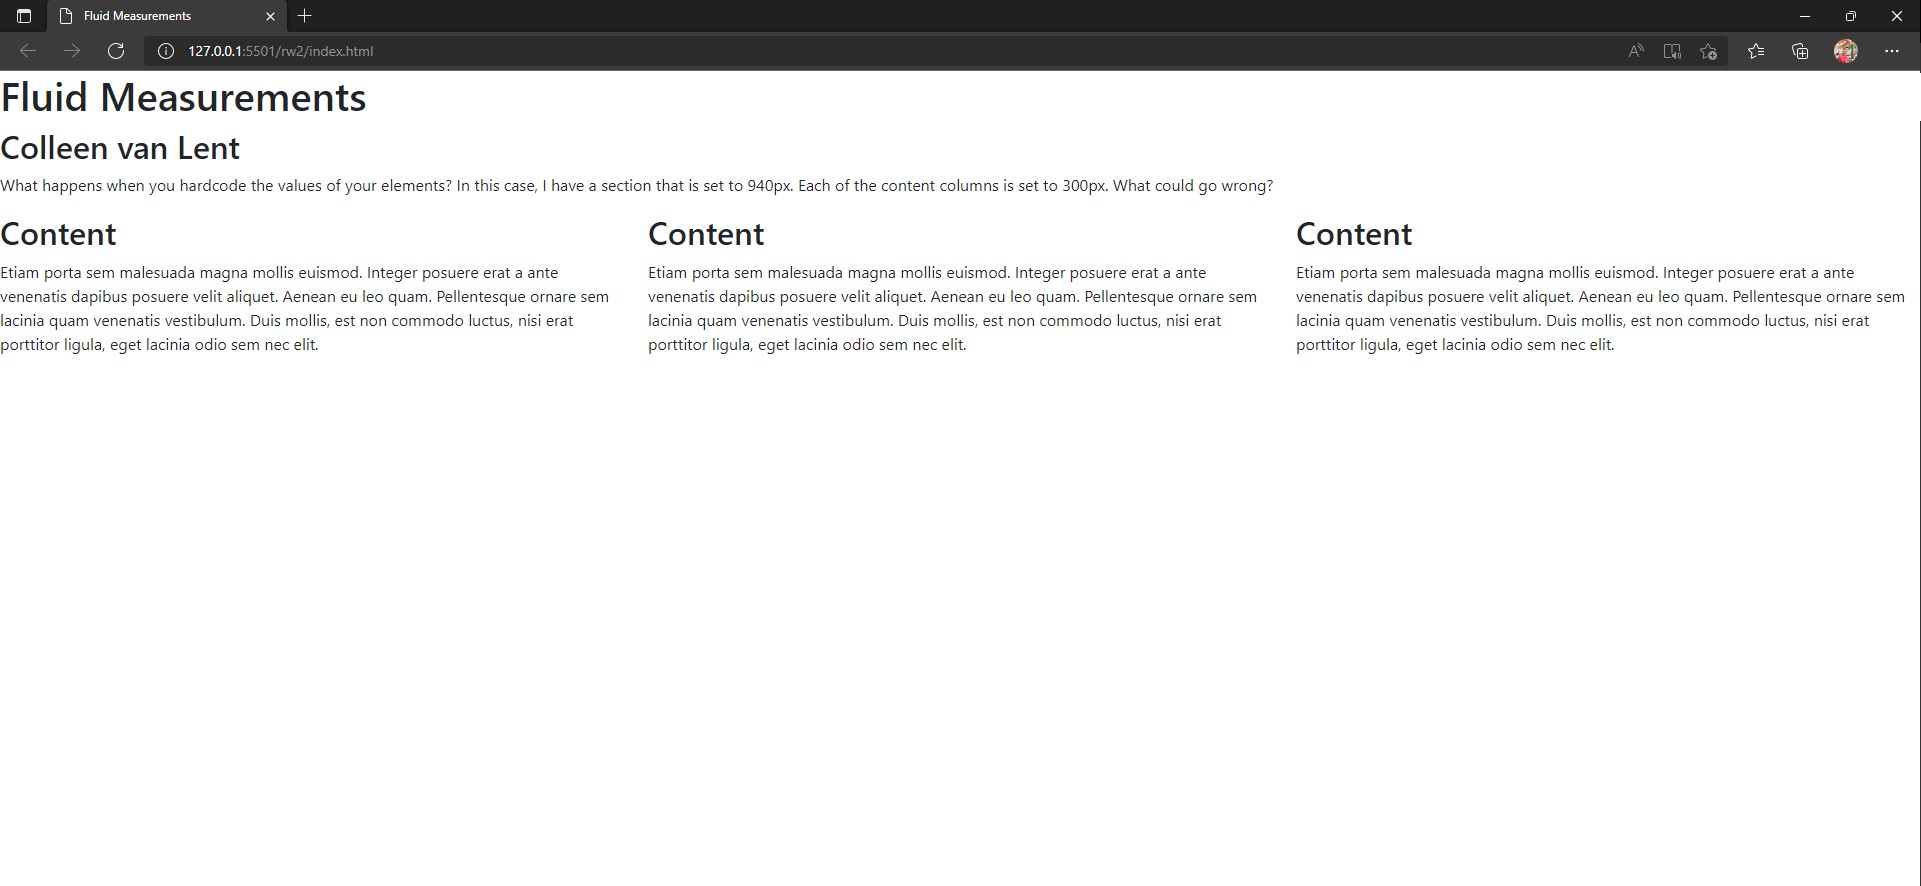 Fluid Measurements
127.0.0.1:5501/rw2/index.html
Fluid Measurements
Colleen van Lent
What happens when you hardcode the values of your elements? In this case, I have a section that is set to 940px. Each of the content columns is set to 300px. What could go wrong?
Content
Etiam porta sem malesuada magna mollis euismod. Integer posuere erat a ante
venenatis dapibus posuere velit aliquet. Aenean eu leo quam. Pellentesque ornare sem
lacinia quam venenatis vestibulum. Duis mollis, est non commodo luctus, nisi erat
porttitor ligula, eget lacinia odio sem nec elit.
Content
Etiam porta sem malesuada magna mollis euismod. Integer posuere erat a ante
venenatis dapibus posuere velit aliquet. Aenean eu leo quam. Pellentesque ornare sem
lacinia quam venenatis vestibulum. Duis mollis, est non commodo luctus, nisi erat
porttitor ligula, eget lacinia odio sem nec elit.
Content
Etiam porta sem malesuada magna mollis euismod. Integer posuere erat a ante
venenatis dapibus posuere velit aliquet. Aenean eu leo quam. Pellentesque ornare sem
lacinia quam venenatis vestibulum. Duis mollis, est non commodo luctus, nisi erat
porttitor ligula, eget lacinia odio sem nec elit.